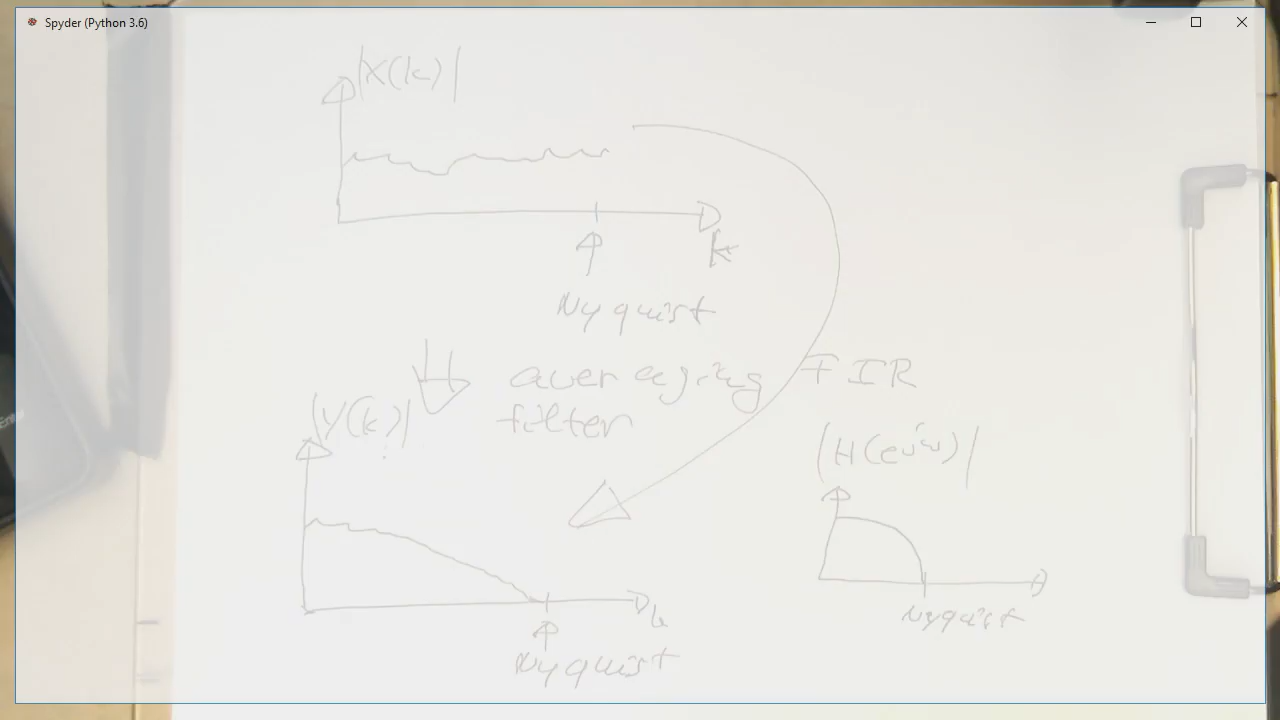 Spyder (Python 3.6)
|X(k)|
k
Nyquist
averaging FIR
filter
|Y(k)|
|H(e^jω)|
Nyquist
k
Nyquist